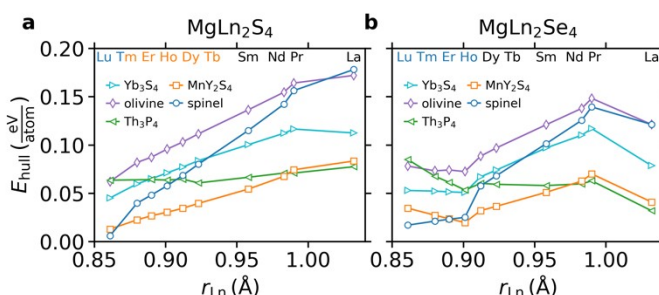 a
MgLn₂S₄
Lu Tm Er Ho Dy Tb Sm Nd Pr La
Yb₃S₄ MnY₂S₄
olivine spinel
Th₃P₄
0.20
0.15
0.10
0.05
0.00
E_hull (eV/atom)
0.85 0.90 0.95 1.00
r_Ln (Å)
b
MgLn₂Se₄
Lu Tm Er Ho Dy Tb Sm Nd Pr La
Yb₃S₄ MnY₂S₄
olivine spinel
Th₃P₄
0.85 0.90 0.95 1.00
r_Ln (Å)